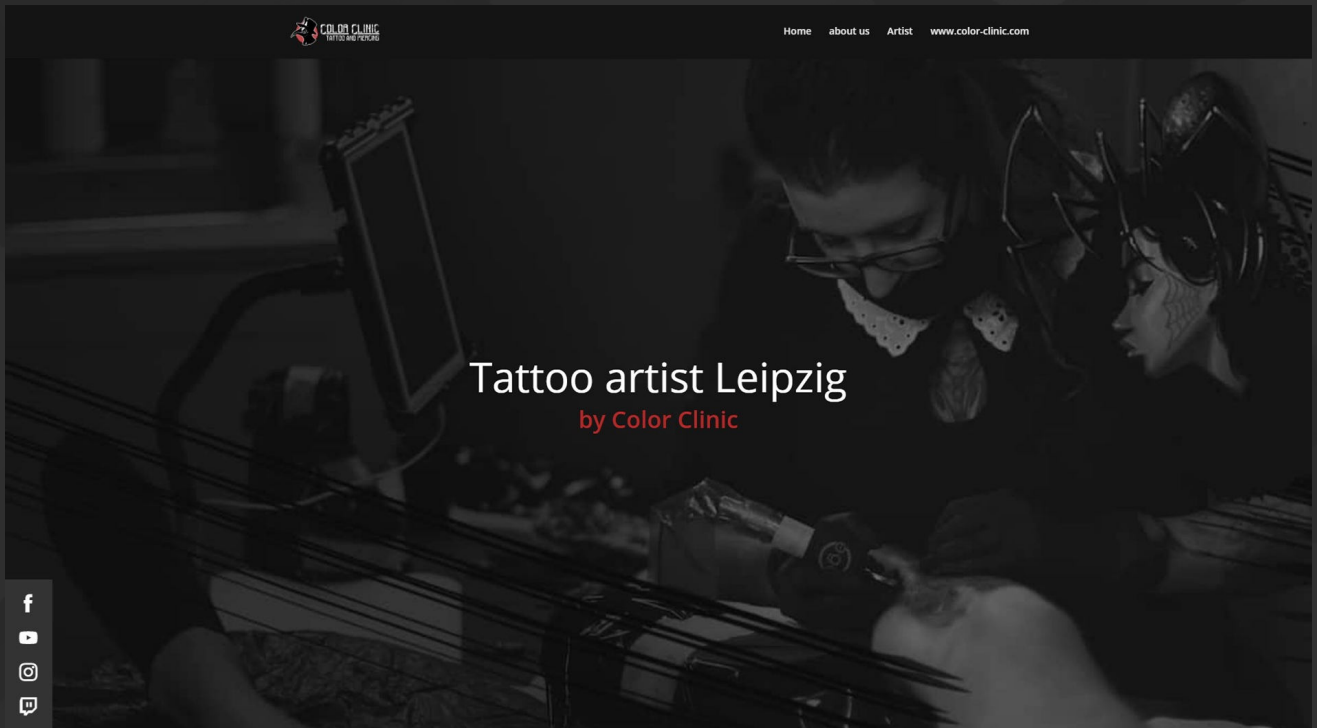 COLOR CLINIC
TATTOO AND PIERCING
Home about us Artist www.color-clinic.com
Tattoo artist Leipzig
by Color Clinic